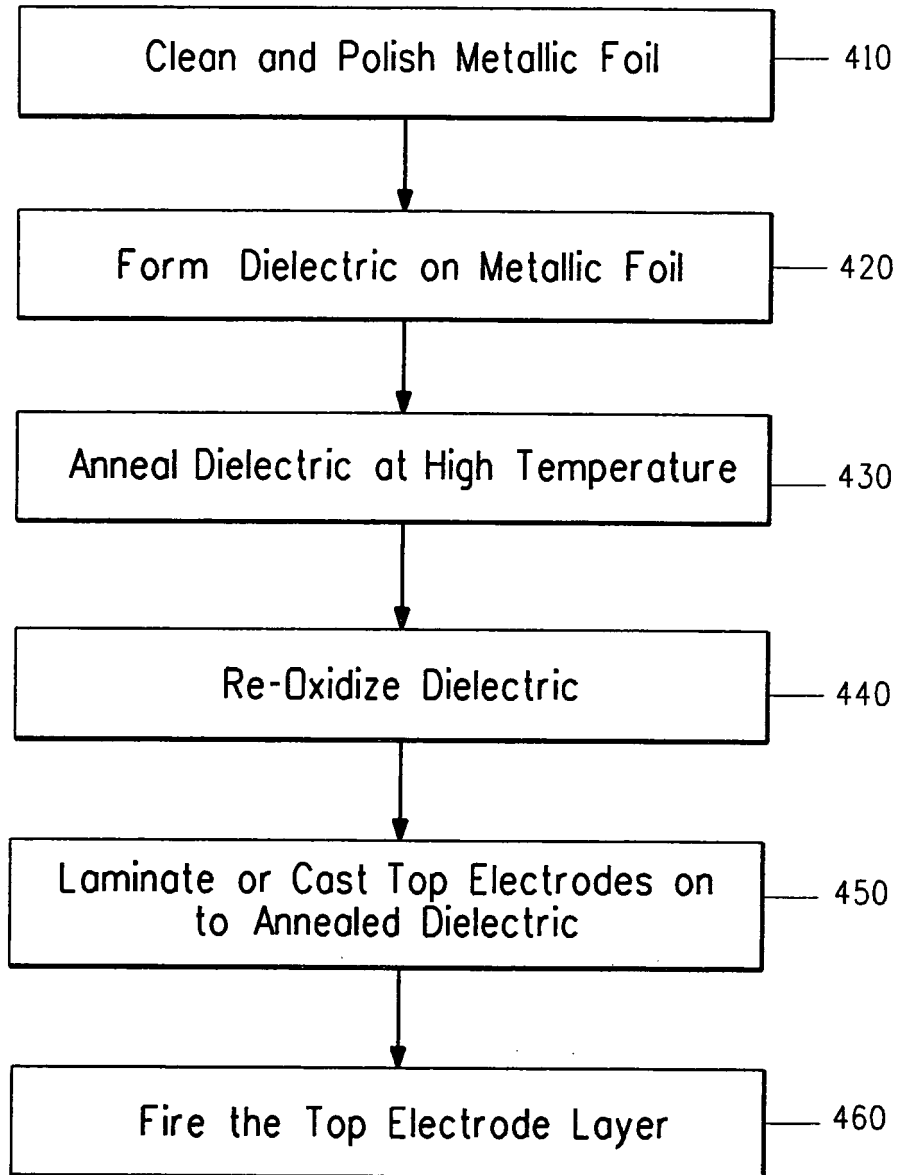 Clean and Polish Metallic Foil
410
Form Dielectric on Metallic Foil
420
Anneal Dielectric at High Temperature
430
Re-Oxidize Dielectric
440
Laminate or Cast Top Electrodes on
to Annealed Dielectric
450
Fire the Top Electrode Layer
460